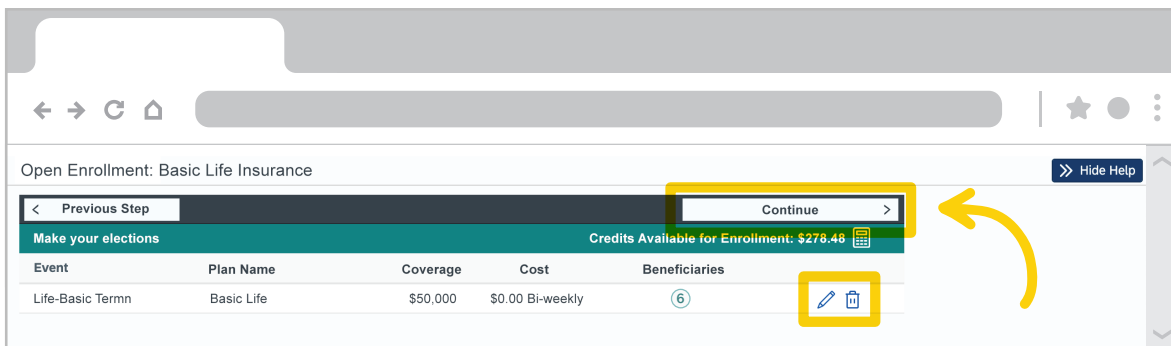 Open Enrollment: Basic Life Insurance
Hide Help
Previous Step
Continue
Make your elections
Credits Available for Enrollment: $278.48
Event Plan Name Coverage Cost Beneficiaries
Life-Basic Termn Basic Life $50,000 $0.00 Bi-weekly 6